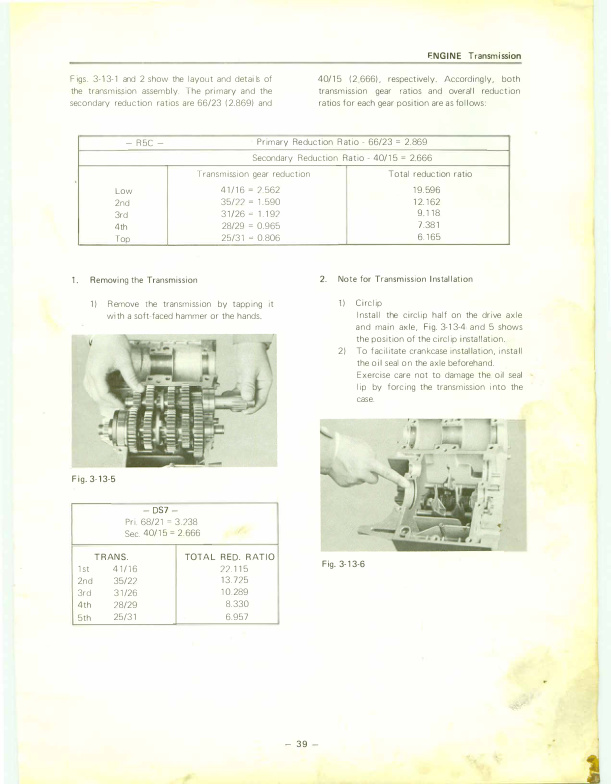 ENGINE Transmission
Figs. 3-13-1 and 2 show the layout and details of
the transmission assembly. The primary and the
secondary reduction ratios are 66/23 (2.869) and
40/15 (2,666), respectively. Accordingly, both
transmission gear ratios and overall reduction
ratios for each gear position are as follows:
— R5C — Primary Reduction Ratio - 66/23 = 2.869
Secondary Reduction Ratio - 40/15 = 2.666
Transmission gear reduction Total reduction ratio
Low 41/16 = 2.562 19.596
2nd 35/22 = 1.590 12.162
3rd 31/26 = 1.192 9.118
4th 28/29 = 0.965 7.381
Top 25/31 = 0.806 6.165
1. Removing the Transmission
1) Remove the transmission by tapping it
with a soft-faced hammer or the hands.
Fig. 3-13-5
— DS7 —
Pri. 68/21 = 3.238
Sec. 40/15 = 2.666
TRANS. TOTAL RED. RATIO
1st 41/16 22.115
2nd 35/22 13.725
3rd 31/26 10.289
4th 28/29 8.330
5th 25/31 6.957
2. Note for Transmission Installation
1) Circlip
Install the circlip half on the drive axle
and main axle, Fig. 3-13-4 and 5 shows
the position of the circlip installation.
2) To facilitate crankcase installation, install
the oil seal on the axle beforehand.
Exercise care not to damage the oil seal
lip by forcing the transmission into the
case.
Fig. 3-13-6
— 39 —